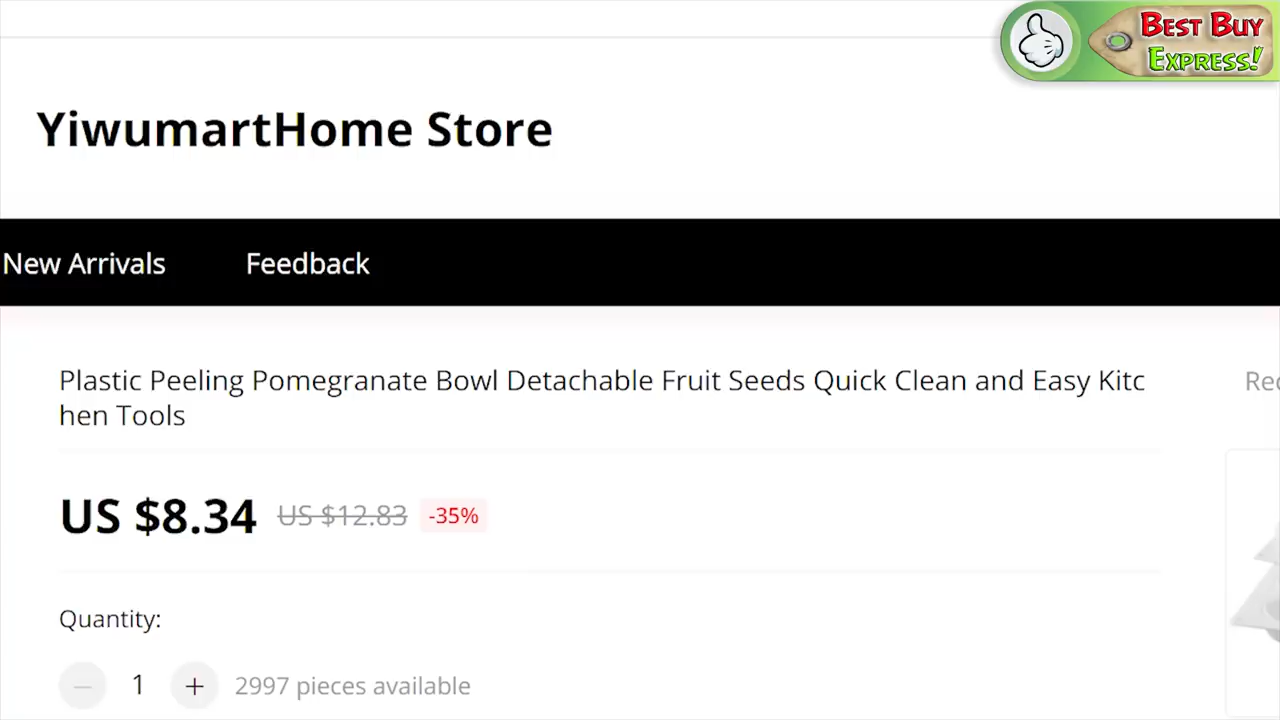 BEST BUY
EXPRESS!
YiwumartHome Store
New Arrivals
Feedback
Plastic Peeling Pomegranate Bowl Detachable Fruit Seeds Quick Clean and Easy Kitc
hen Tools
US $8.34 US $12.83 -35%
Quantity:
1 + 2997 pieces available